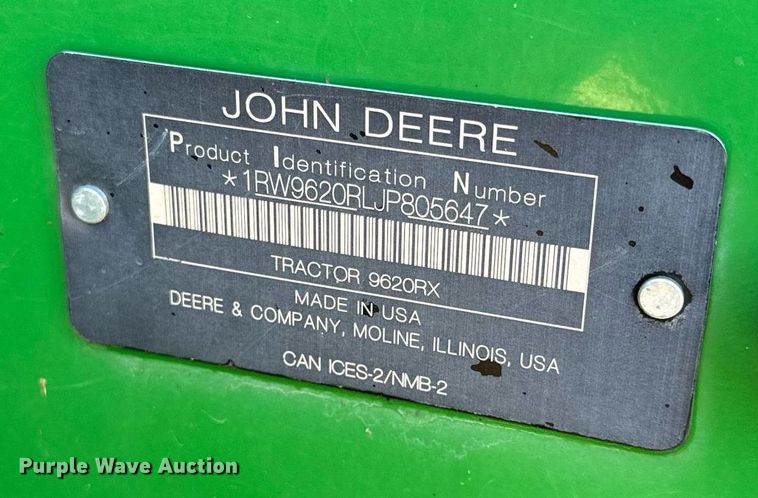 JOHN DEERE
Product Identification Number
*1RW9620RLJP805647*
TRACTOR 9620RX
MADE IN USA
DEERE & COMPANY, MOLINE, ILLINOIS, USA
CAN ICES-2/NMB-2
Purple Wave Auction